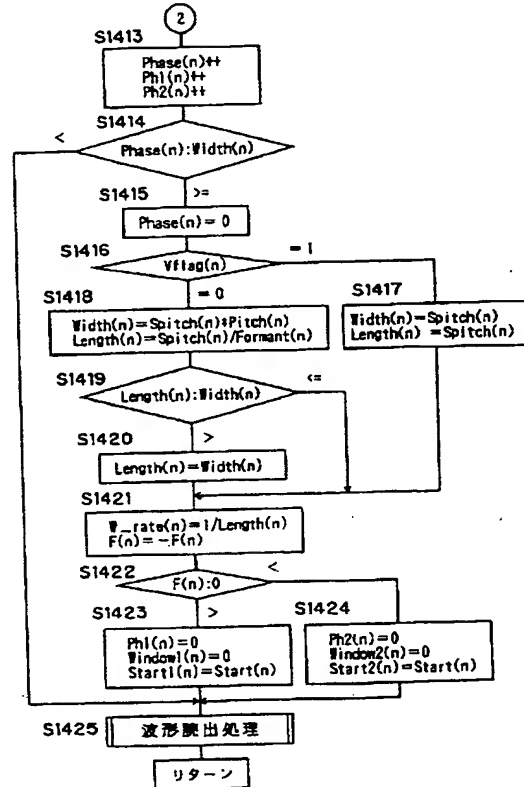 2
S1413
Phase(n)++
Ph1(n)++
Ph2(n)++
S1414
<
Phase(n):Width(n)
S1415
>=
Phase(n)= 0
S1416
= 1
Vflag(n)
S1418
= 0
S1417
Width(n)=Spitch(n)*Pitch(n)
Length(n)=Spitch(n)/Formant(n)
Width(n)=Spitch(n)
Length(n) =Spitch(n)
S1419
<=
Length(n):Width(n)
S1420
>
Length(n)=Width(n)
S1421
W_rate(n)=1/Length(n)
F(n)=-F(n)
S1422
<
F(n):0
S1423
>
S1424
Ph1(n)=0
Window1(n)=0
Start1(n)=Start(n)
Ph2(n)=0
Window2(n)=0
Start2(n)=Start(n)
S1425
波形読出処理
リターン